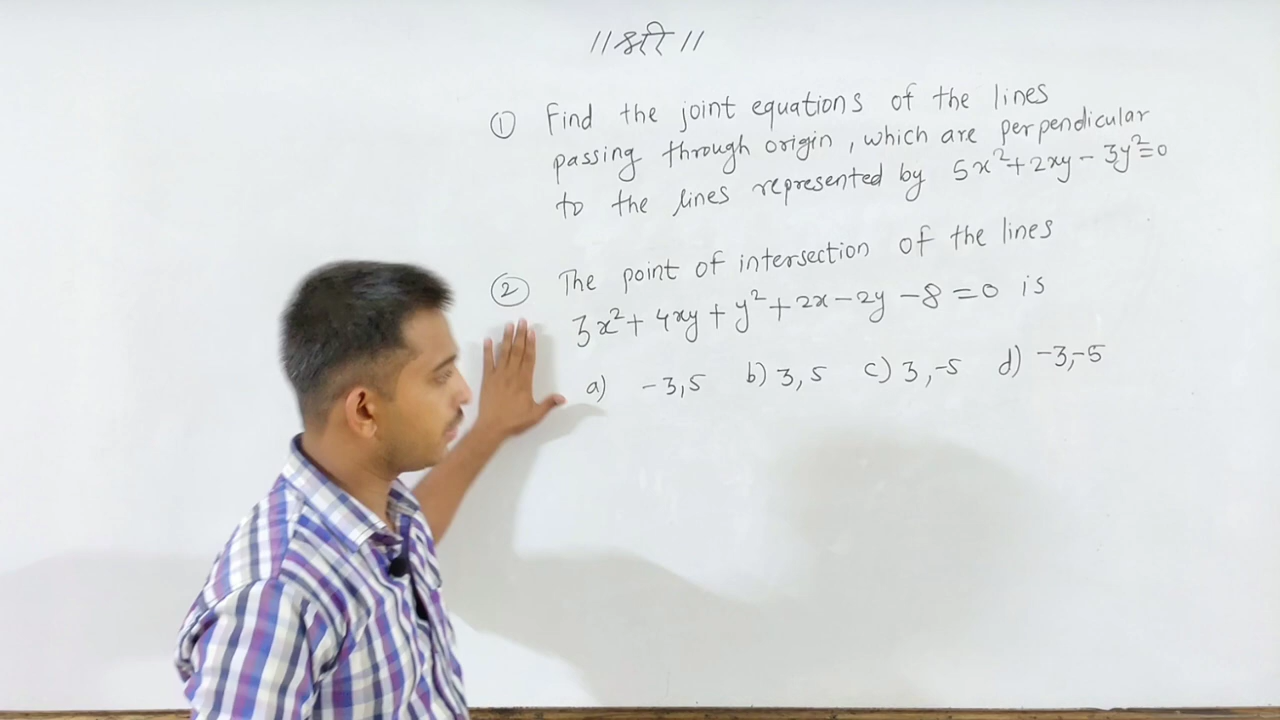 ॥ श्री ॥
① Find the joint equations of the lines
passing through origin, which are perpendicular
to the lines represented by 5x²+2xy-3y²=0
② The point of intersection of the lines
3x²+4xy+y²+2x-2y-8=0 is
a) -3,5 b) 3,5 c) 3,-5 d) -3,-5